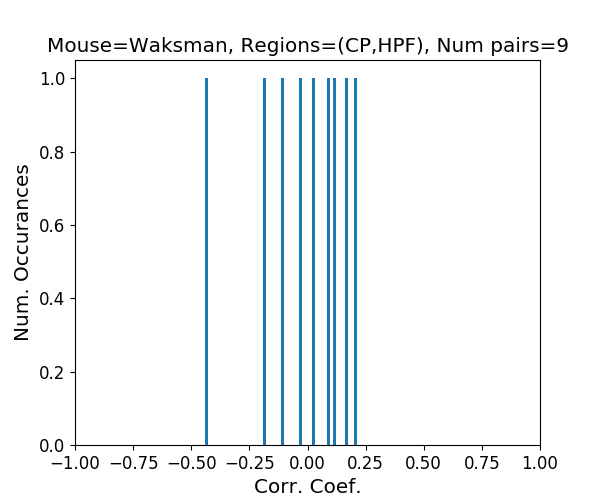 Mouse=Waksman, Regions=(CP,HPF), Num pairs=9
1.0
0.8
0.6
0.4
0.2
0.0
Num. Occurances
−1.00 −0.75 −0.50 −0.25 0.00 0.25 0.50 0.75 1.00
Corr. Coef.